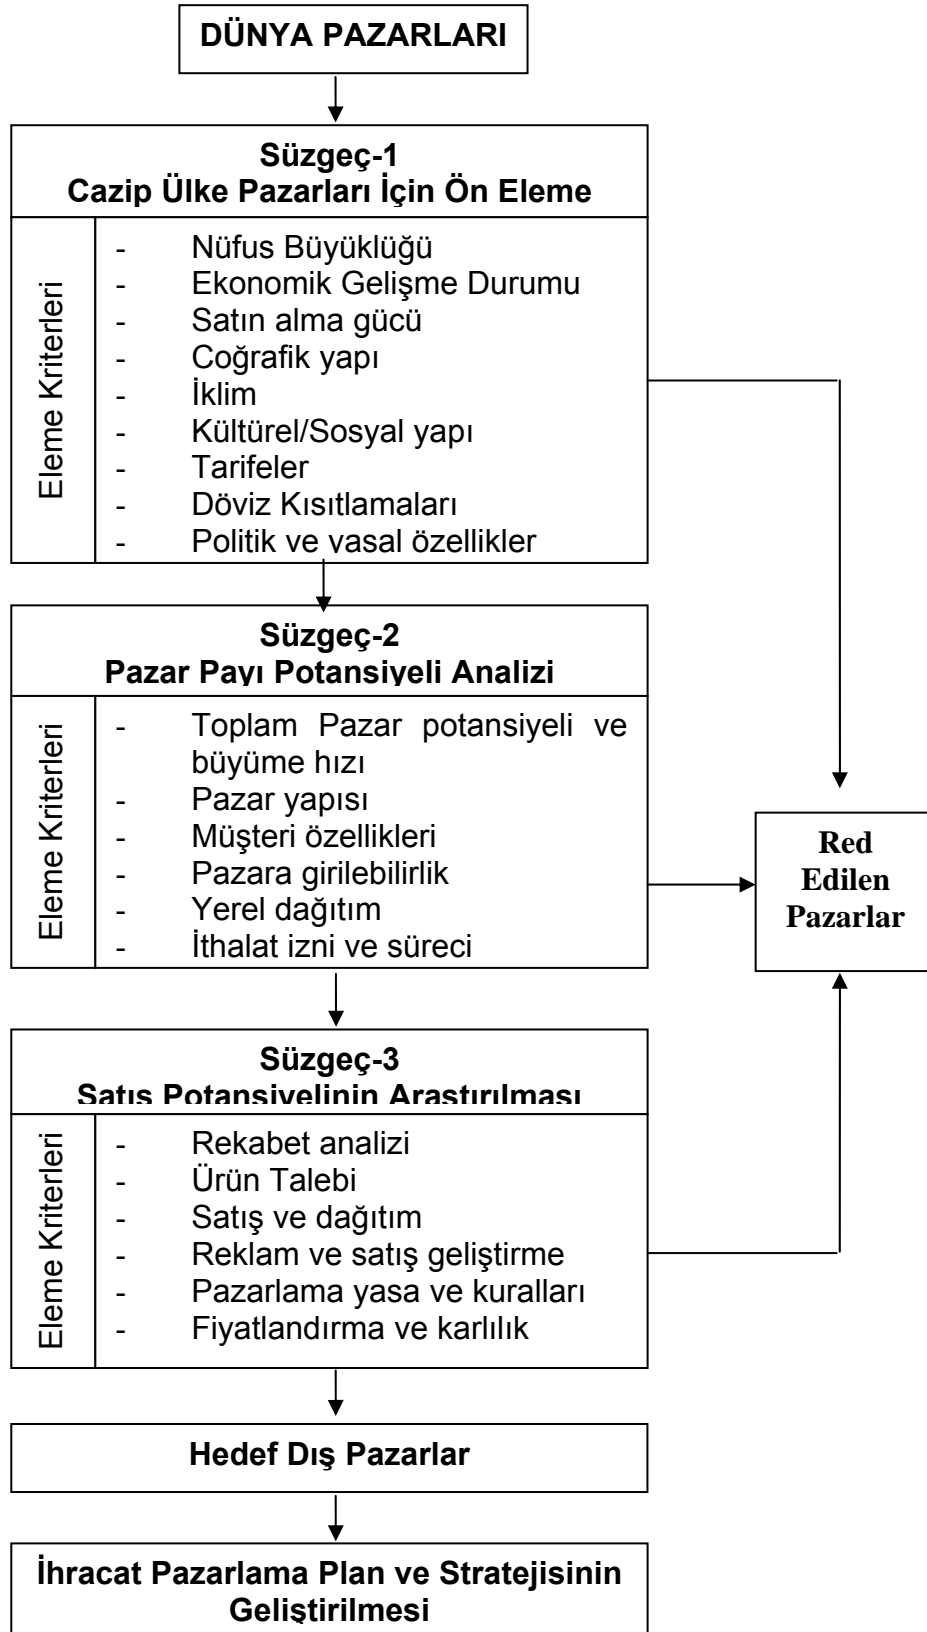 DÜNYA PAZARLARI
Süzgeç-1
Cazip Ülke Pazarları İçin Ön Eleme
Eleme Kriterleri
- Nüfus Büyüklüğü
- Ekonomik Gelişme Durumu
- Satın alma gücü
- Coğrafik yapı
- İklim
- Kültürel/Sosyal yapı
- Tarifeler
- Döviz Kısıtlamaları
- Politik ve yasal özellikler
Süzgeç-2
Pazar Payı Potansiyeli Analizi
Eleme Kriterleri
- Toplam Pazar potansiyeli ve
büyüme hızı
- Pazar yapısı
- Müşteri özellikleri
- Pazara girilebilirlik
- Yerel dağıtım
- İthalat izni ve süreci
Red
Edilen
Pazarlar
Süzgeç-3
Satış Potansiyelinin Araştırılması
Eleme Kriterleri
- Rekabet analizi
- Ürün Talebi
- Satış ve dağıtım
- Reklam ve satış geliştirme
- Pazarlama yasa ve kuralları
- Fiyatlandırma ve karlılık
Hedef Dış Pazarlar
İhracat Pazarlama Plan ve Stratejisinin
Geliştirilmesi